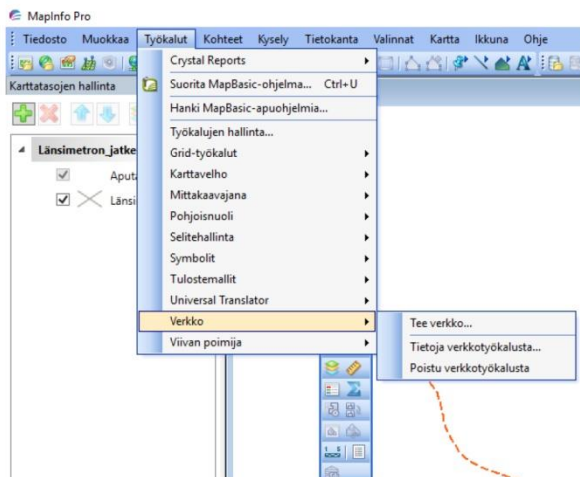 MapInfo Pro
Tiedosto Muokkaa Työkalut Kohteet Kysely Tietokanta Valinnat Kartta Ikkuna Ohje
Karttatasojen hallinta
Länsimetron_jatke
Aputa
Länsi
Crystal Reports
Suorita MapBasic-ohjelma... Ctrl+U
Hanki MapBasic-apuohjelmia...
Työkalujen hallinta...
Grid-työkalut
Karttavelho
Mittakaavajana
Pohjoisnuoli
Selitehallinta
Symbolit
Tulostemallit
Universal Translator
Verkko
Viivan poimija
Tee verkko...
Tietoja verkkotyökalusta...
Poistu verkkotyökalusta